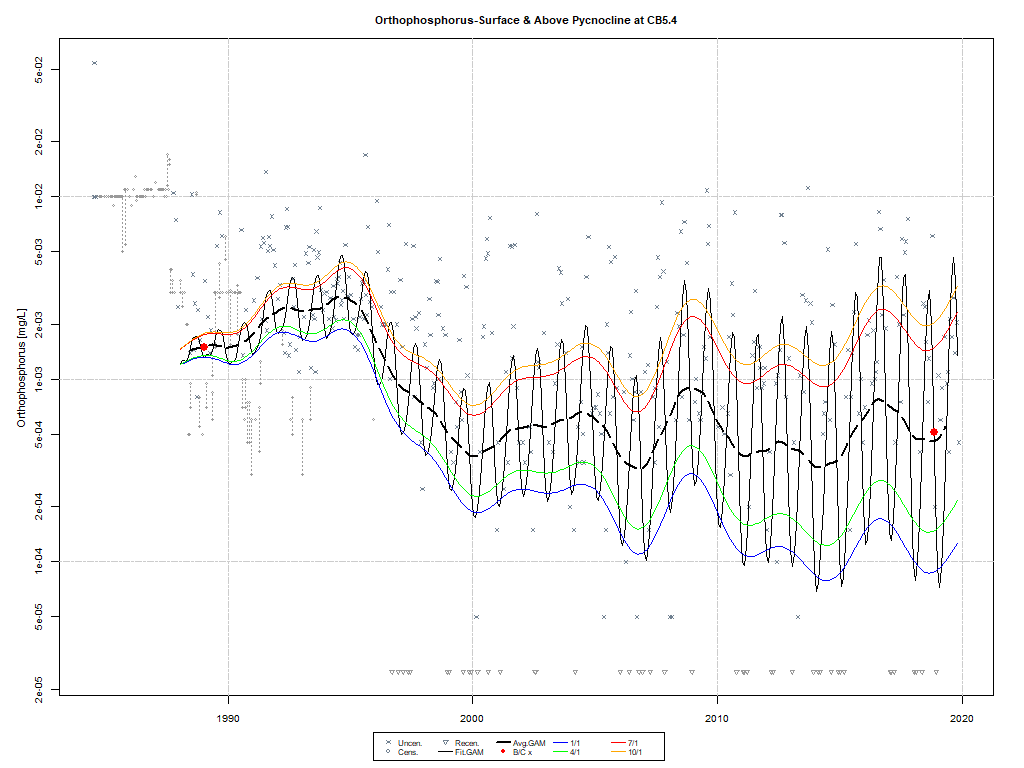 Orthophosphorus-Surface & Above Pycnocline at CB5.4
Orthophosphorus [mg/L]
5e-02
2e-02
1e-02
5e-03
2e-03
1e-03
5e-04
2e-04
1e-04
5e-05
2e-05
1990 2000 2010 2020
Uncen. Recen. Avg.GAM 1/1 7/1
Cens. Fit.GAM B/C x 4/1 10/1